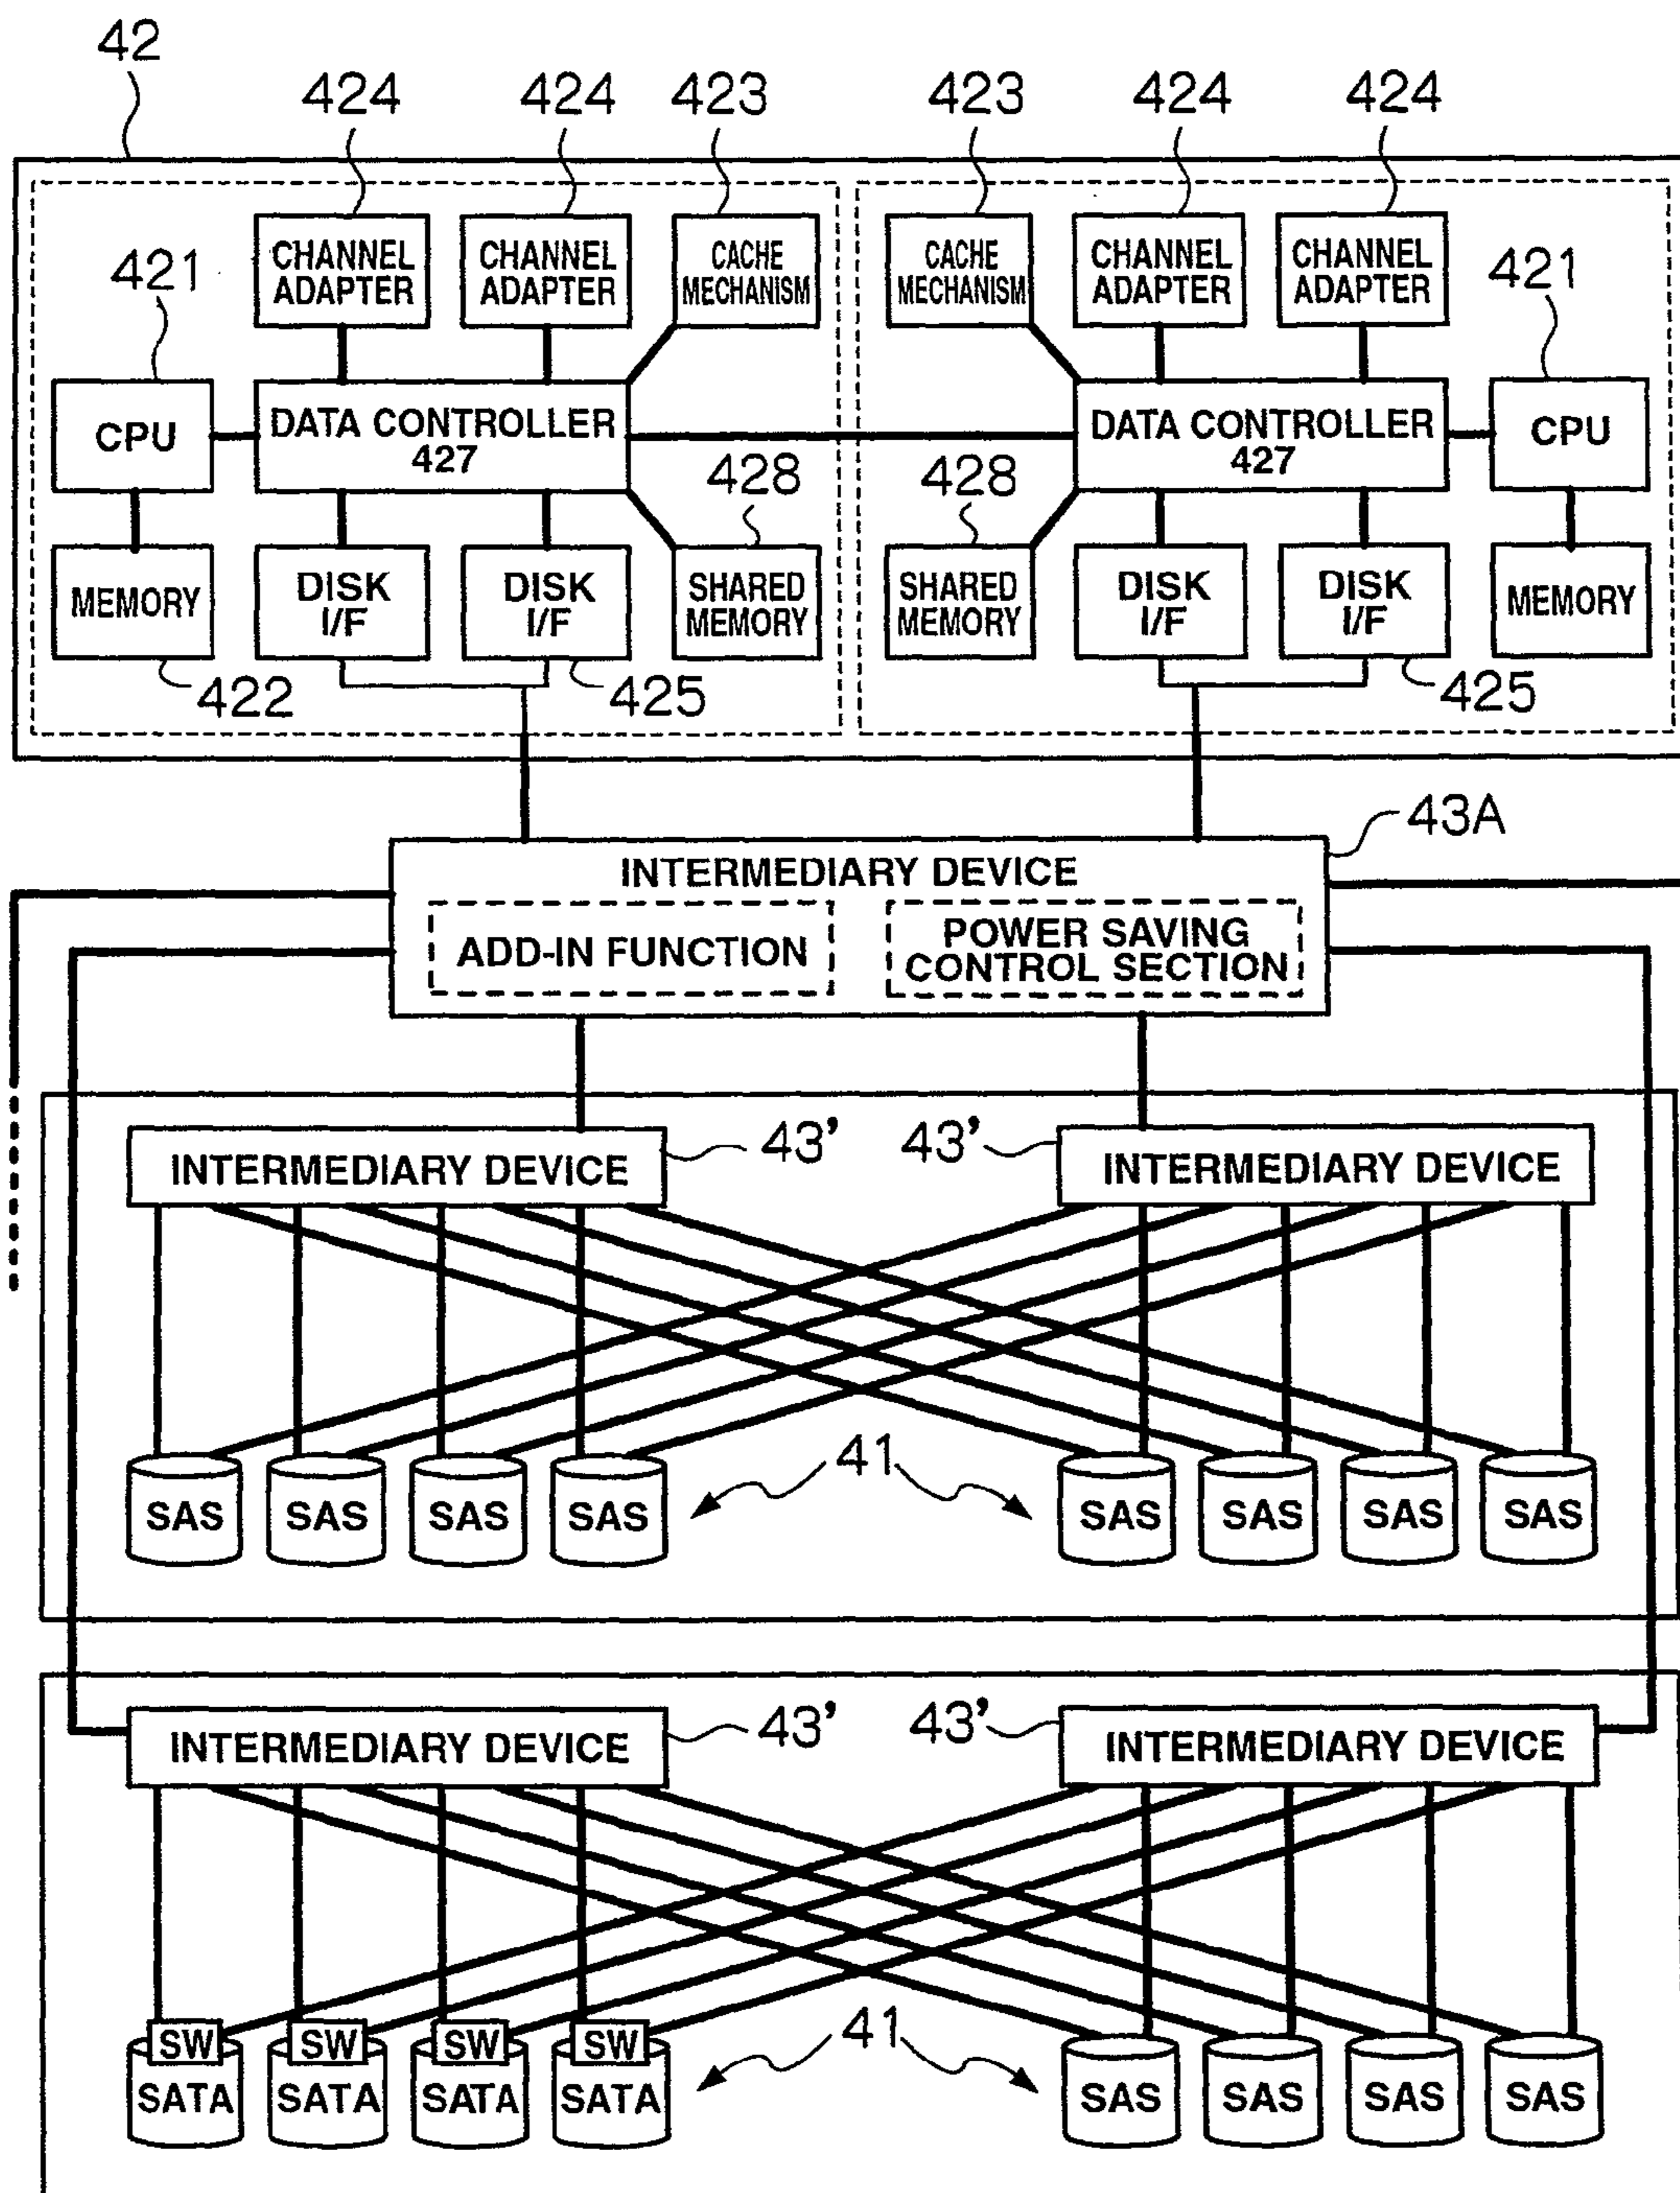 42
424 424 423 423 424 424
CHANNEL ADAPTER
CHANNEL ADAPTER
CACHE MECHANISM
CACHE MECHANISM
CHANNEL ADAPTER
CHANNEL ADAPTER
421 421
CPU
DATA CONTROLLER
427
DATA CONTROLLER
427
CPU
428 428
MEMORY
DISK I/F
DISK I/F
SHARED MEMORY
SHARED MEMORY
DISK I/F
DISK I/F
MEMORY
422 425 425
43A
INTERMEDIARY DEVICE
ADD-IN FUNCTION
POWER SAVING
CONTROL SECTION
INTERMEDIARY DEVICE 43' 43' INTERMEDIARY DEVICE
41
SAS SAS SAS SAS SAS SAS SAS SAS
INTERMEDIARY DEVICE 43' 43' INTERMEDIARY DEVICE
41
SW SW SW SW
SATA SATA SATA SATA SAS SAS SAS SAS